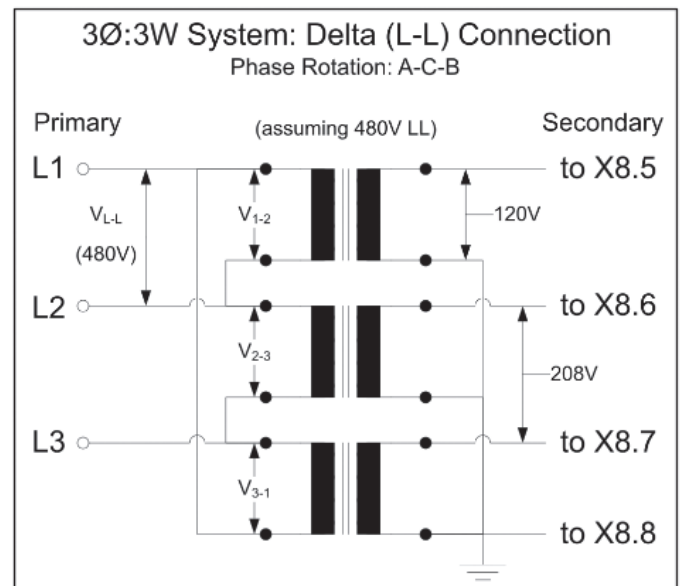 3Ø:3W System: Delta (L-L) Connection
Phase Rotation: A-C-B
Primary
(assuming 480V LL)
Secondary
L1
to X8.5
V1-2
120V
VL-L
(480V)
L2
to X8.6
V2-3
208V
L3
to X8.7
V3-1
to X8.8